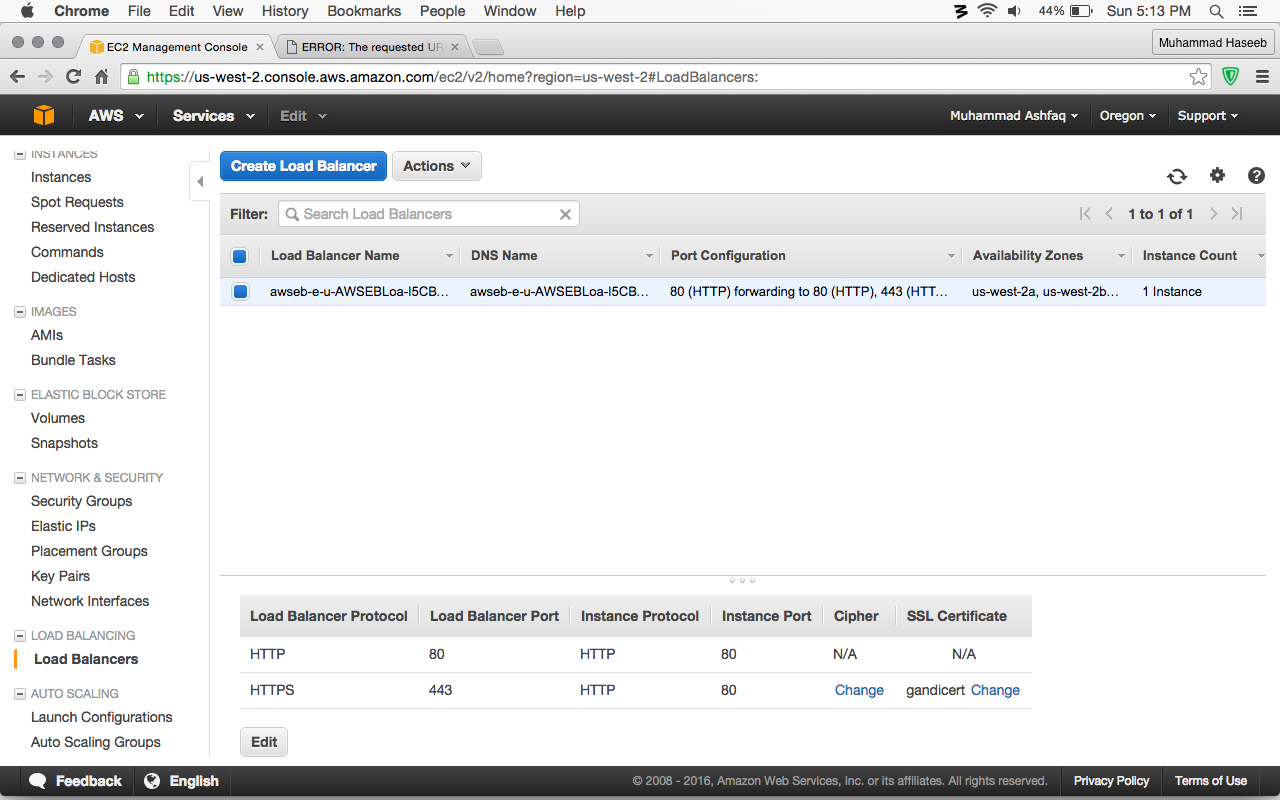 Chrome File Edit View History Bookmarks People Window Help 44% Sun 5:13 PM
EC2 Management Console ERROR: The requested UR Muhammad Haseeb
https://us-west-2.console.aws.amazon.com/ec2/v2/home?region=us-west-2#LoadBalancers:
AWS Services Edit Muhammad Ashfaq Oregon Support
INSTANCES
Instances
Spot Requests
Reserved Instances
Commands
Dedicated Hosts
IMAGES
AMIs
Bundle Tasks
ELASTIC BLOCK STORE
Volumes
Snapshots
NETWORK & SECURITY
Security Groups
Elastic IPs
Placement Groups
Key Pairs
Network Interfaces
LOAD BALANCING
Load Balancers
AUTO SCALING
Launch Configurations
Auto Scaling Groups
Create Load Balancer Actions
Filter: Search Load Balancers 1 to 1 of 1
Load Balancer Name DNS Name Port Configuration Availability Zones Instance Count
awseb-e-u-AWSEBLoa-I5CB... awseb-e-u-AWSEBLoa-I5CB... 80 (HTTP) forwarding to 80 (HTTP), 443 (HTT... us-west-2a, us-west-2b... 1 Instance
Load Balancer Protocol Load Balancer Port Instance Protocol Instance Port Cipher SSL Certificate
HTTP 80 HTTP 80 N/A N/A
HTTPS 443 HTTP 80 Change gandicert Change
Edit
Feedback English © 2008 - 2016, Amazon Web Services, Inc. or its affiliates. All rights reserved. Privacy Policy Terms of Use